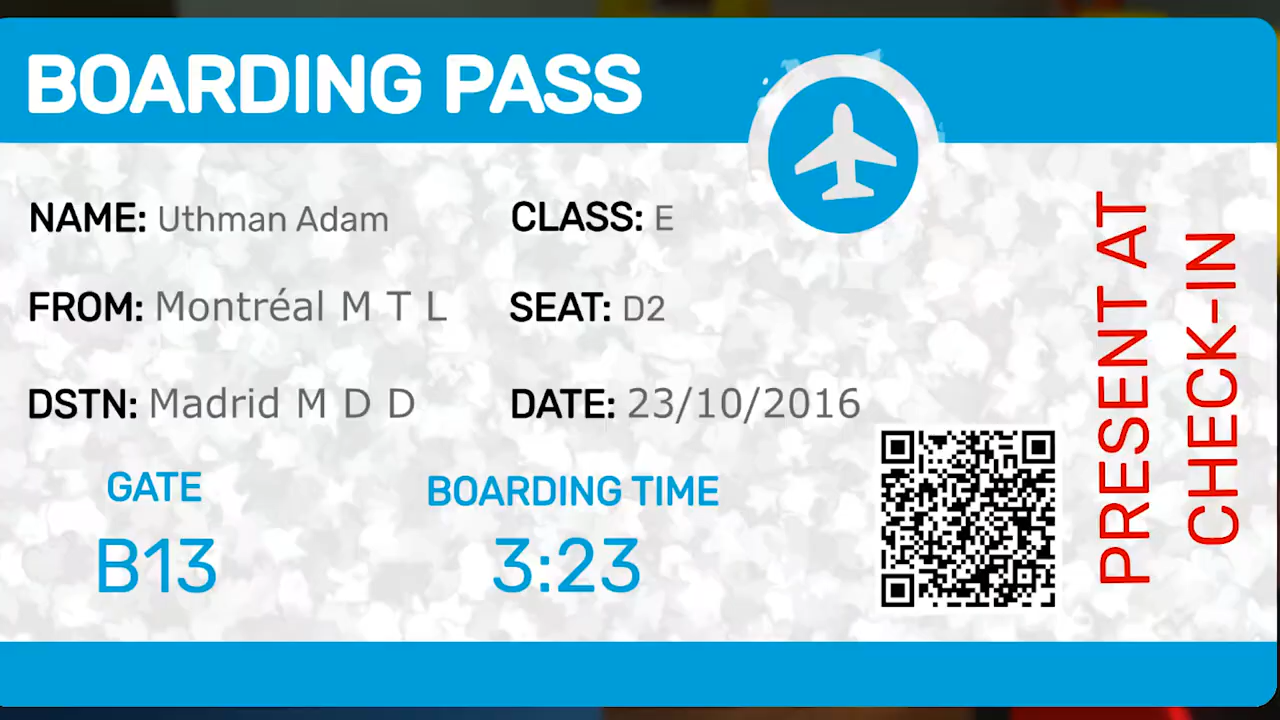 BOARDING PASS
NAME: Uthman Adam
CLASS: E
FROM: Montréal M T L
SEAT: D2
DSTN: Madrid M D D
DATE: 23/10/2016
GATE
BOARDING TIME
B13
3:23
PRESENT AT
CHECK-IN